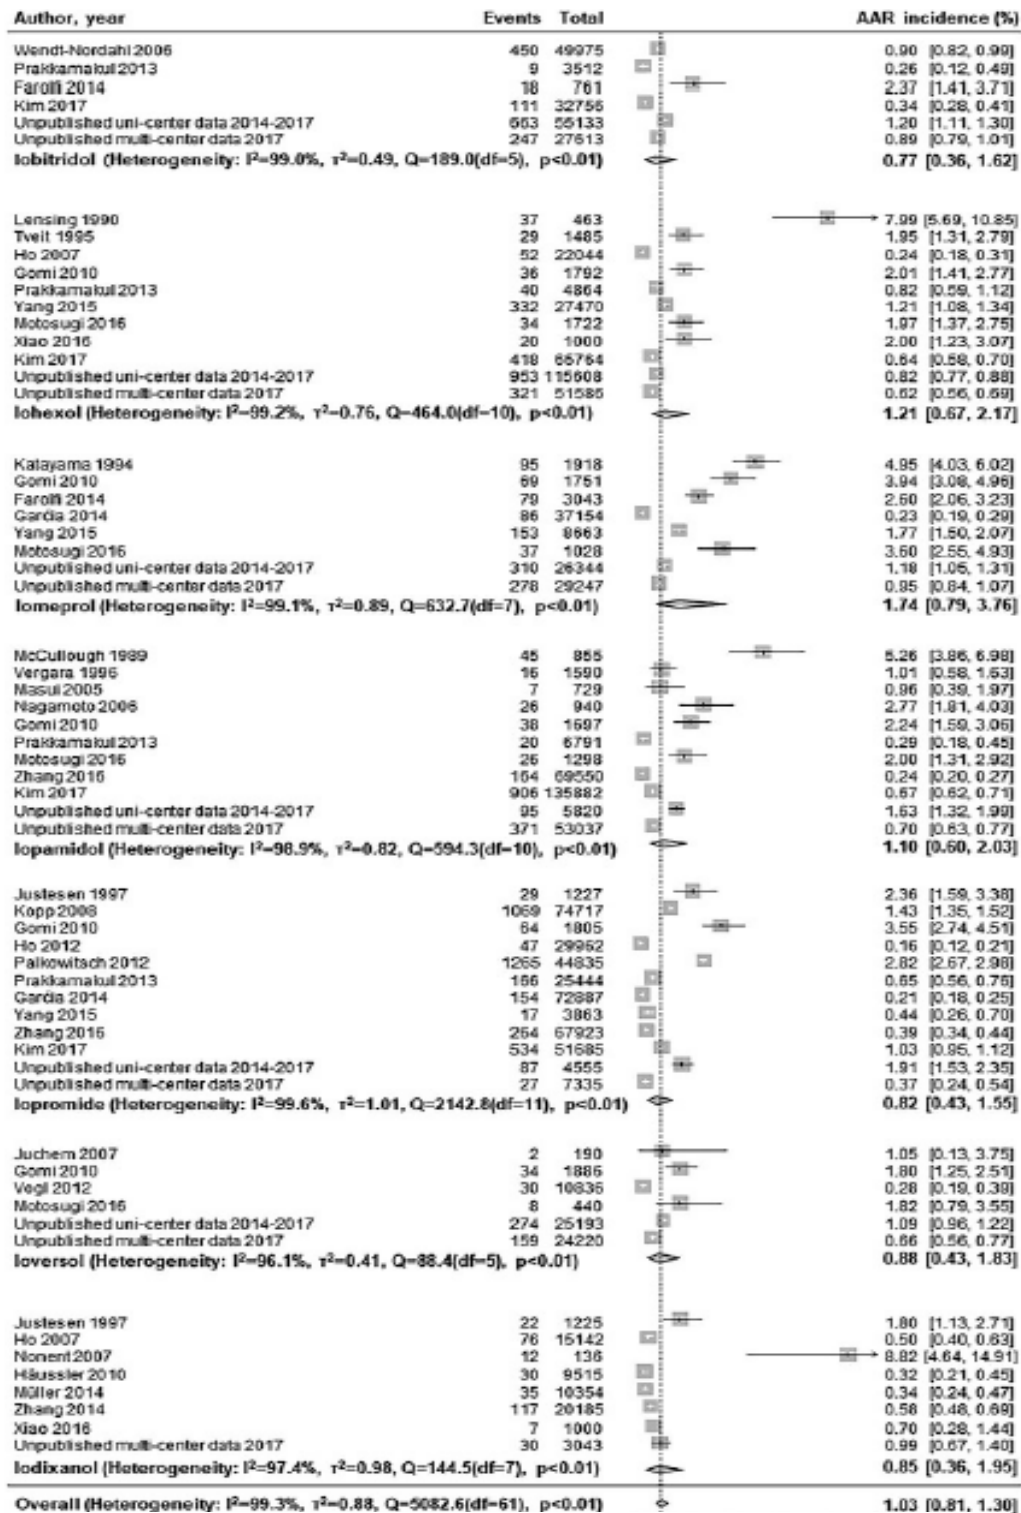 Author, year Events Total AAR incidence (%)
Wendt-Nordahl 2006 450 49975 0.90 [0.82, 0.99]
Prakkamakul 2013 9 3512 0.26 [0.12, 0.49]
Farolfi 2014 18 761 2.37 [1.41, 3.71]
Kim 2017 111 32756 0.34 [0.28, 0.41]
Unpublished uni-center data 2014-2017 663 55133 1.20 [1.11, 1.30]
Unpublished multi-center data 2017 247 27613 0.89 [0.79, 1.01]
Iobitridol (Heterogeneity: I²=99.0%, τ²=0.49, Q=189.0(df=5), p<0.01) 0.77 [0.36, 1.62]
Lensing 1990 37 463 7.99 [5.69, 10.85]
Tveit 1995 29 1485 1.95 [1.31, 2.79]
Ho 2007 52 22044 0.24 [0.18, 0.31]
Gomi 2010 36 1792 2.01 [1.41, 2.77]
Prakkamakul 2013 40 4864 0.82 [0.59, 1.12]
Yang 2015 332 27470 1.21 [1.08, 1.34]
Motosugi 2016 34 1722 1.97 [1.37, 2.75]
Xiao 2016 20 1000 2.00 [1.23, 3.07]
Kim 2017 418 65764 0.64 [0.58, 0.70]
Unpublished uni-center data 2014-2017 953 115608 0.82 [0.77, 0.88]
Unpublished multi-center data 2017 321 51585 0.62 [0.56, 0.69]
Iohexol (Heterogeneity: I²=99.2%, τ²=0.76, Q=464.0(df=10), p<0.01) 1.21 [0.67, 2.17]
Katayama 1994 95 1918 4.95 [4.03, 6.02]
Gomi 2010 69 1751 3.94 [3.08, 4.96]
Farolfi 2014 79 3043 2.60 [2.06, 3.23]
García 2014 86 37154 0.23 [0.19, 0.29]
Yang 2015 153 8663 1.77 [1.50, 2.07]
Motosugi 2016 37 1028 3.60 [2.55, 4.93]
Unpublished uni-center data 2014-2017 310 26344 1.18 [1.05, 1.31]
Unpublished multi-center data 2017 278 29247 0.95 [0.84, 1.07]
Iomeprol (Heterogeneity: I²=99.1%, τ²=0.89, Q=632.7(df=7), p<0.01) 1.74 [0.79, 3.76]
McCullough 1989 45 855 5.26 [3.86, 6.98]
Vergara 1996 16 1590 1.01 [0.58, 1.63]
Masui 2005 7 729 0.96 [0.39, 1.97]
Nagamoto 2006 26 940 2.77 [1.81, 4.03]
Gomi 2010 38 1697 2.24 [1.59, 3.06]
Prakkamakul 2013 20 6791 0.29 [0.18, 0.45]
Motosugi 2016 26 1298 2.00 [1.31, 2.92]
Zhang 2016 164 69550 0.24 [0.20, 0.27]
Kim 2017 906 135882 0.67 [0.62, 0.71]
Unpublished uni-center data 2014-2017 95 5820 1.63 [1.32, 1.99]
Unpublished multi-center data 2017 371 53037 0.70 [0.63, 0.77]
Iopamidol (Heterogeneity: I²=98.9%, τ²=0.82, Q=594.3(df=10), p<0.01) 1.10 [0.60, 2.03]
Justesen 1997 29 1227 2.36 [1.59, 3.38]
Kopp 2008 1069 74717 1.43 [1.35, 1.52]
Gomi 2010 64 1805 3.55 [2.74, 4.51]
Ho 2012 47 29962 0.16 [0.12, 0.21]
Palkowitsch 2012 1265 44835 2.82 [2.67, 2.98]
Prakkamakul 2013 166 25444 0.65 [0.56, 0.76]
García 2014 154 72887 0.21 [0.18, 0.25]
Yang 2015 17 3863 0.44 [0.26, 0.70]
Zhang 2016 264 67923 0.39 [0.34, 0.44]
Kim 2017 534 51685 1.03 [0.95, 1.12]
Unpublished uni-center data 2014-2017 87 4555 1.91 [1.53, 2.35]
Unpublished multi-center data 2017 27 7335 0.37 [0.24, 0.54]
Iopromide (Heterogeneity: I²=99.6%, τ²=1.01, Q=2142.8(df=11), p<0.01) 0.82 [0.43, 1.55]
Juchem 2007 2 190 1.05 [0.13, 3.75]
Gomi 2010 34 1886 1.80 [1.25, 2.51]
Vogl 2012 30 10836 0.28 [0.19, 0.39]
Motosugi 2016 8 440 1.82 [0.79, 3.55]
Unpublished uni-center data 2014-2017 274 25193 1.09 [0.96, 1.22]
Unpublished multi-center data 2017 159 24220 0.66 [0.56, 0.77]
Ioversol (Heterogeneity: I²=96.1%, τ²=0.41, Q=88.4(df=5), p<0.01) 0.88 [0.43, 1.83]
Justesen 1997 22 1225 1.80 [1.13, 2.71]
Ho 2007 76 15142 0.50 [0.40, 0.63]
Nonent 2007 12 136 8.82 [4.64, 14.91]
Häussler 2010 30 9515 0.32 [0.21, 0.45]
Müller 2014 35 10354 0.34 [0.24, 0.47]
Zhang 2014 117 20185 0.58 [0.48, 0.69]
Xiao 2016 7 1000 0.70 [0.28, 1.44]
Unpublished multi-center data 2017 30 3043 0.99 [0.67, 1.40]
Iodixanol (Heterogeneity: I²=97.4%, τ²=0.98, Q=144.5(df=7), p<0.01) 0.85 [0.36, 1.95]
Overall (Heterogeneity: I²=99.3%, τ²=0.88, Q=5082.6(df=61), p<0.01) 1.03 [0.81, 1.30]